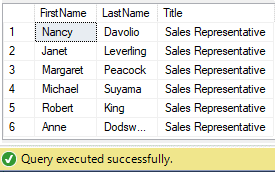 FirstName LastName Title
1 Nancy Davolio Sales Representative
2 Janet Leverling Sales Representative
3 Margaret Peacock Sales Representative
4 Michael Suyama Sales Representative
5 Robert King Sales Representative
6 Anne Dodsw... Sales Representative
Query executed successfully.